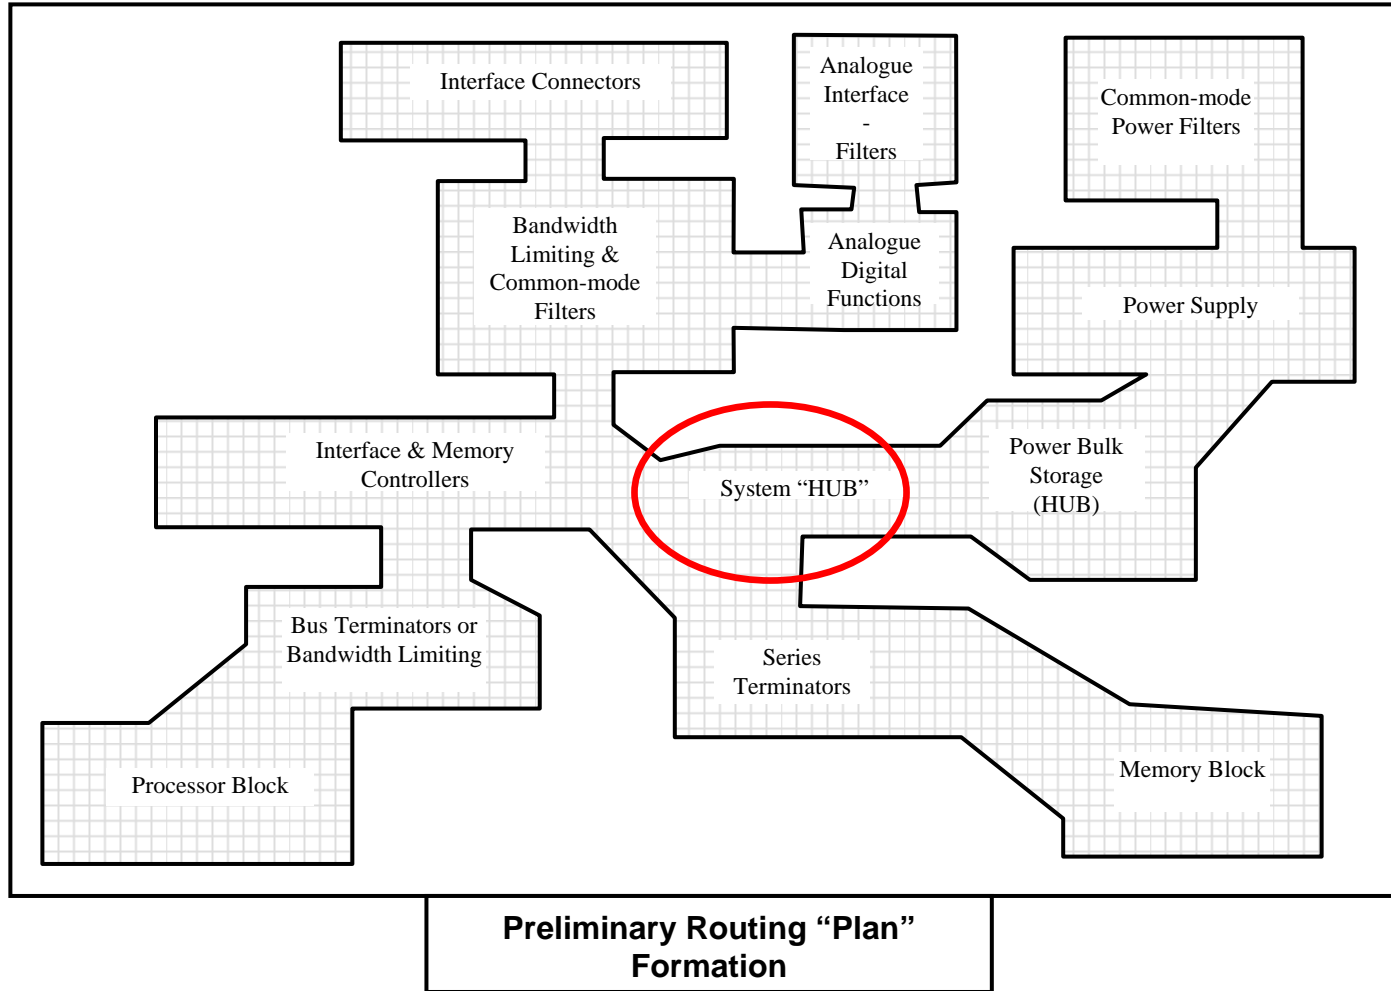 Interface Connectors
Analogue
Interface
-
Filters
Common-mode
Power Filters
Bandwidth
Limiting &
Common-mode
Filters
Analogue
Digital
Functions
Power Supply
Interface & Memory
Controllers
System “HUB”
Power Bulk
Storage
(HUB)
Bus Terminators or
Bandwidth Limiting
Series
Terminators
Processor Block
Memory Block
Preliminary Routing “Plan”
Formation